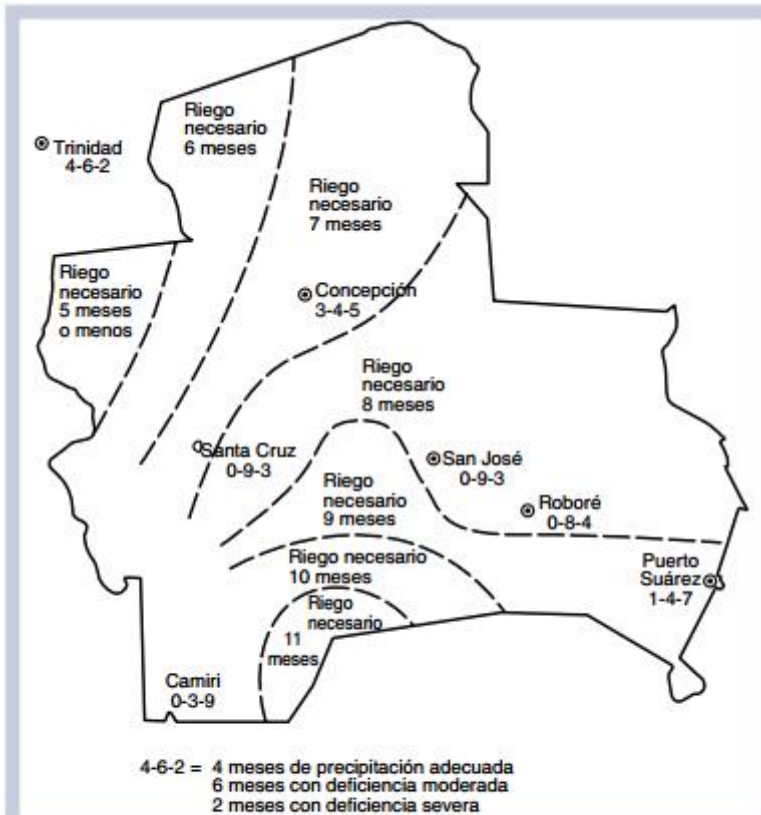 Riego
necesario
6 meses
Trinidad
4-6-2
Riego
necesario
7 meses
Riego
necesario
5 meses
o menos
Concepción
3-4-5
Riego
necesario
8 meses
Santa Cruz
0-9-3
San José
0-9-3
Riego
necesario
9 meses
Roboré
0-8-4
Riego necesario
10 meses
Puerto
Suárez
1-4-7
Riego
necesario
11
meses
Camiri
0-3-9
4-6-2 = 4 meses de precipitación adecuada
6 meses con deficiencia moderada
2 meses con deficiencia severa